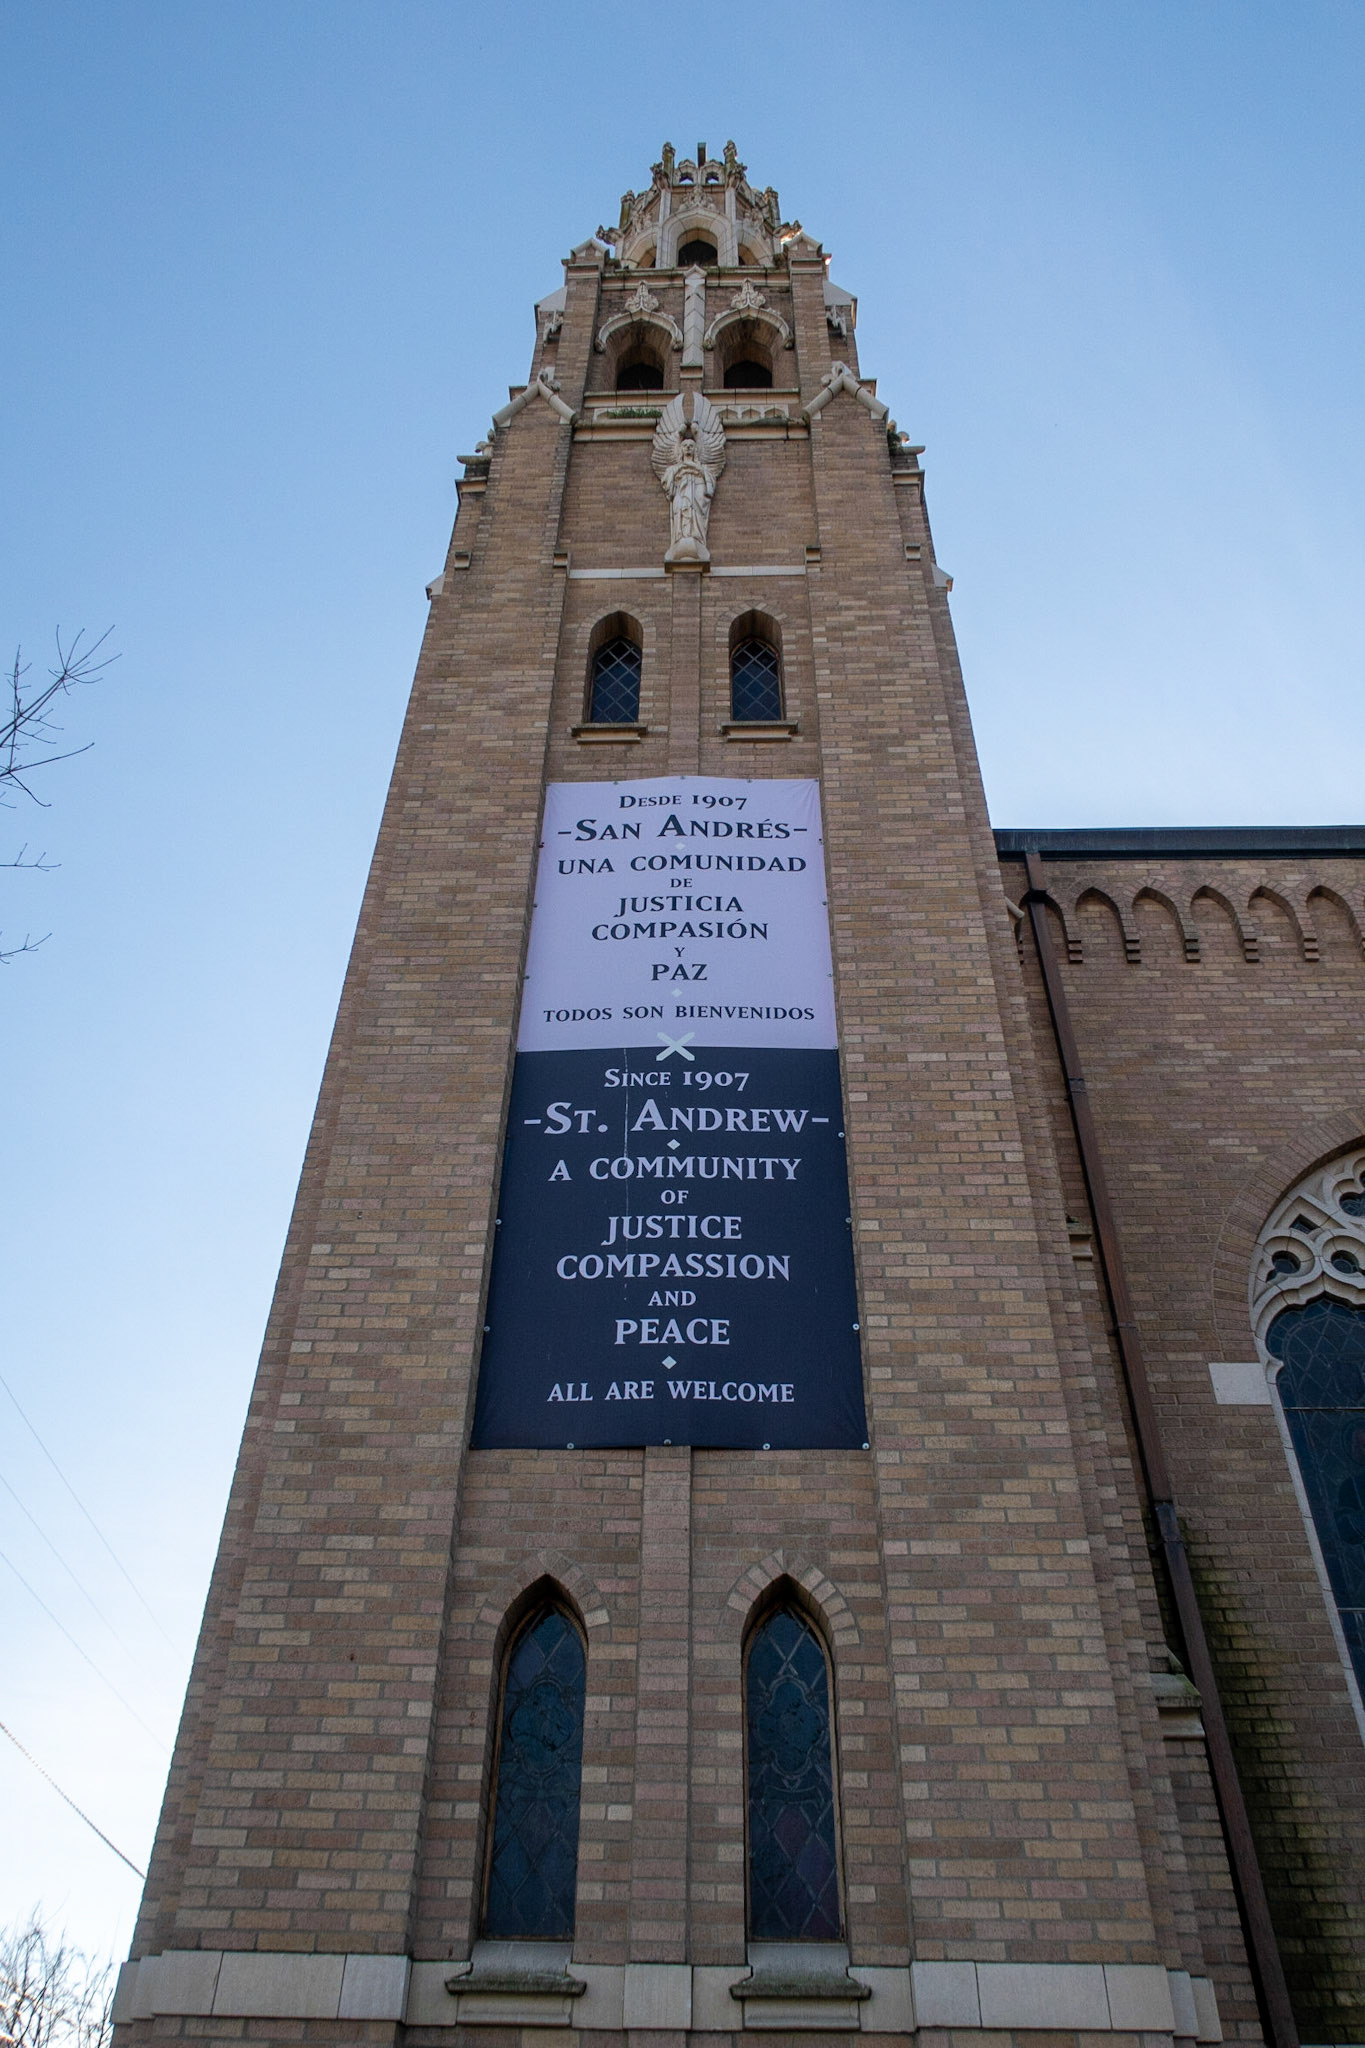 Desde 1907
-San Andrés-
una comunidad
de
justicia
compasión
y
paz
todos son bienvenidos
Since 1907
-St. Andrew-
a community
of
justice
compassion
and
peace
all are welcome